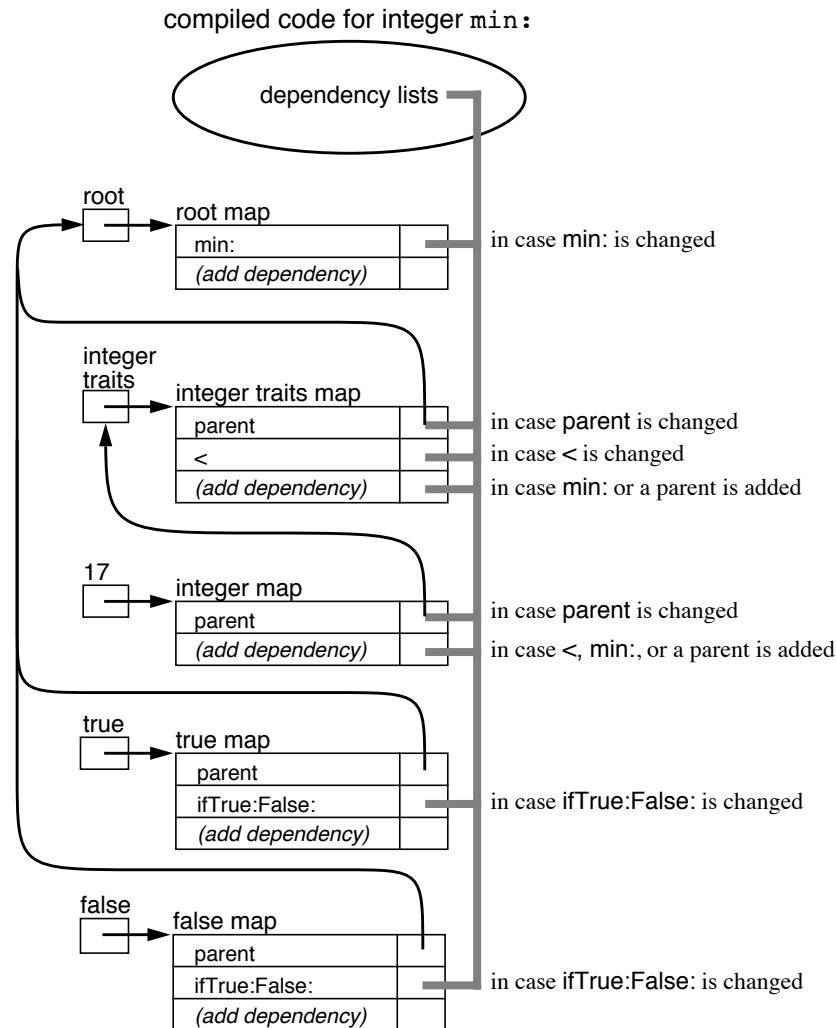 compiled code for integer min:
dependency lists
root
root map
min:
in case min: is changed
(add dependency)
integer
traits
integer traits map
parent
in case parent is changed
<
in case < is changed
(add dependency)
in case min: or a parent is added
17
integer map
parent
in case parent is changed
(add dependency)
in case <, min:, or a parent is added
true
true map
parent
ifTrue:False:
in case ifTrue:False: is changed
(add dependency)
false
false map
parent
ifTrue:False:
in case ifTrue:False: is changed
(add dependency)